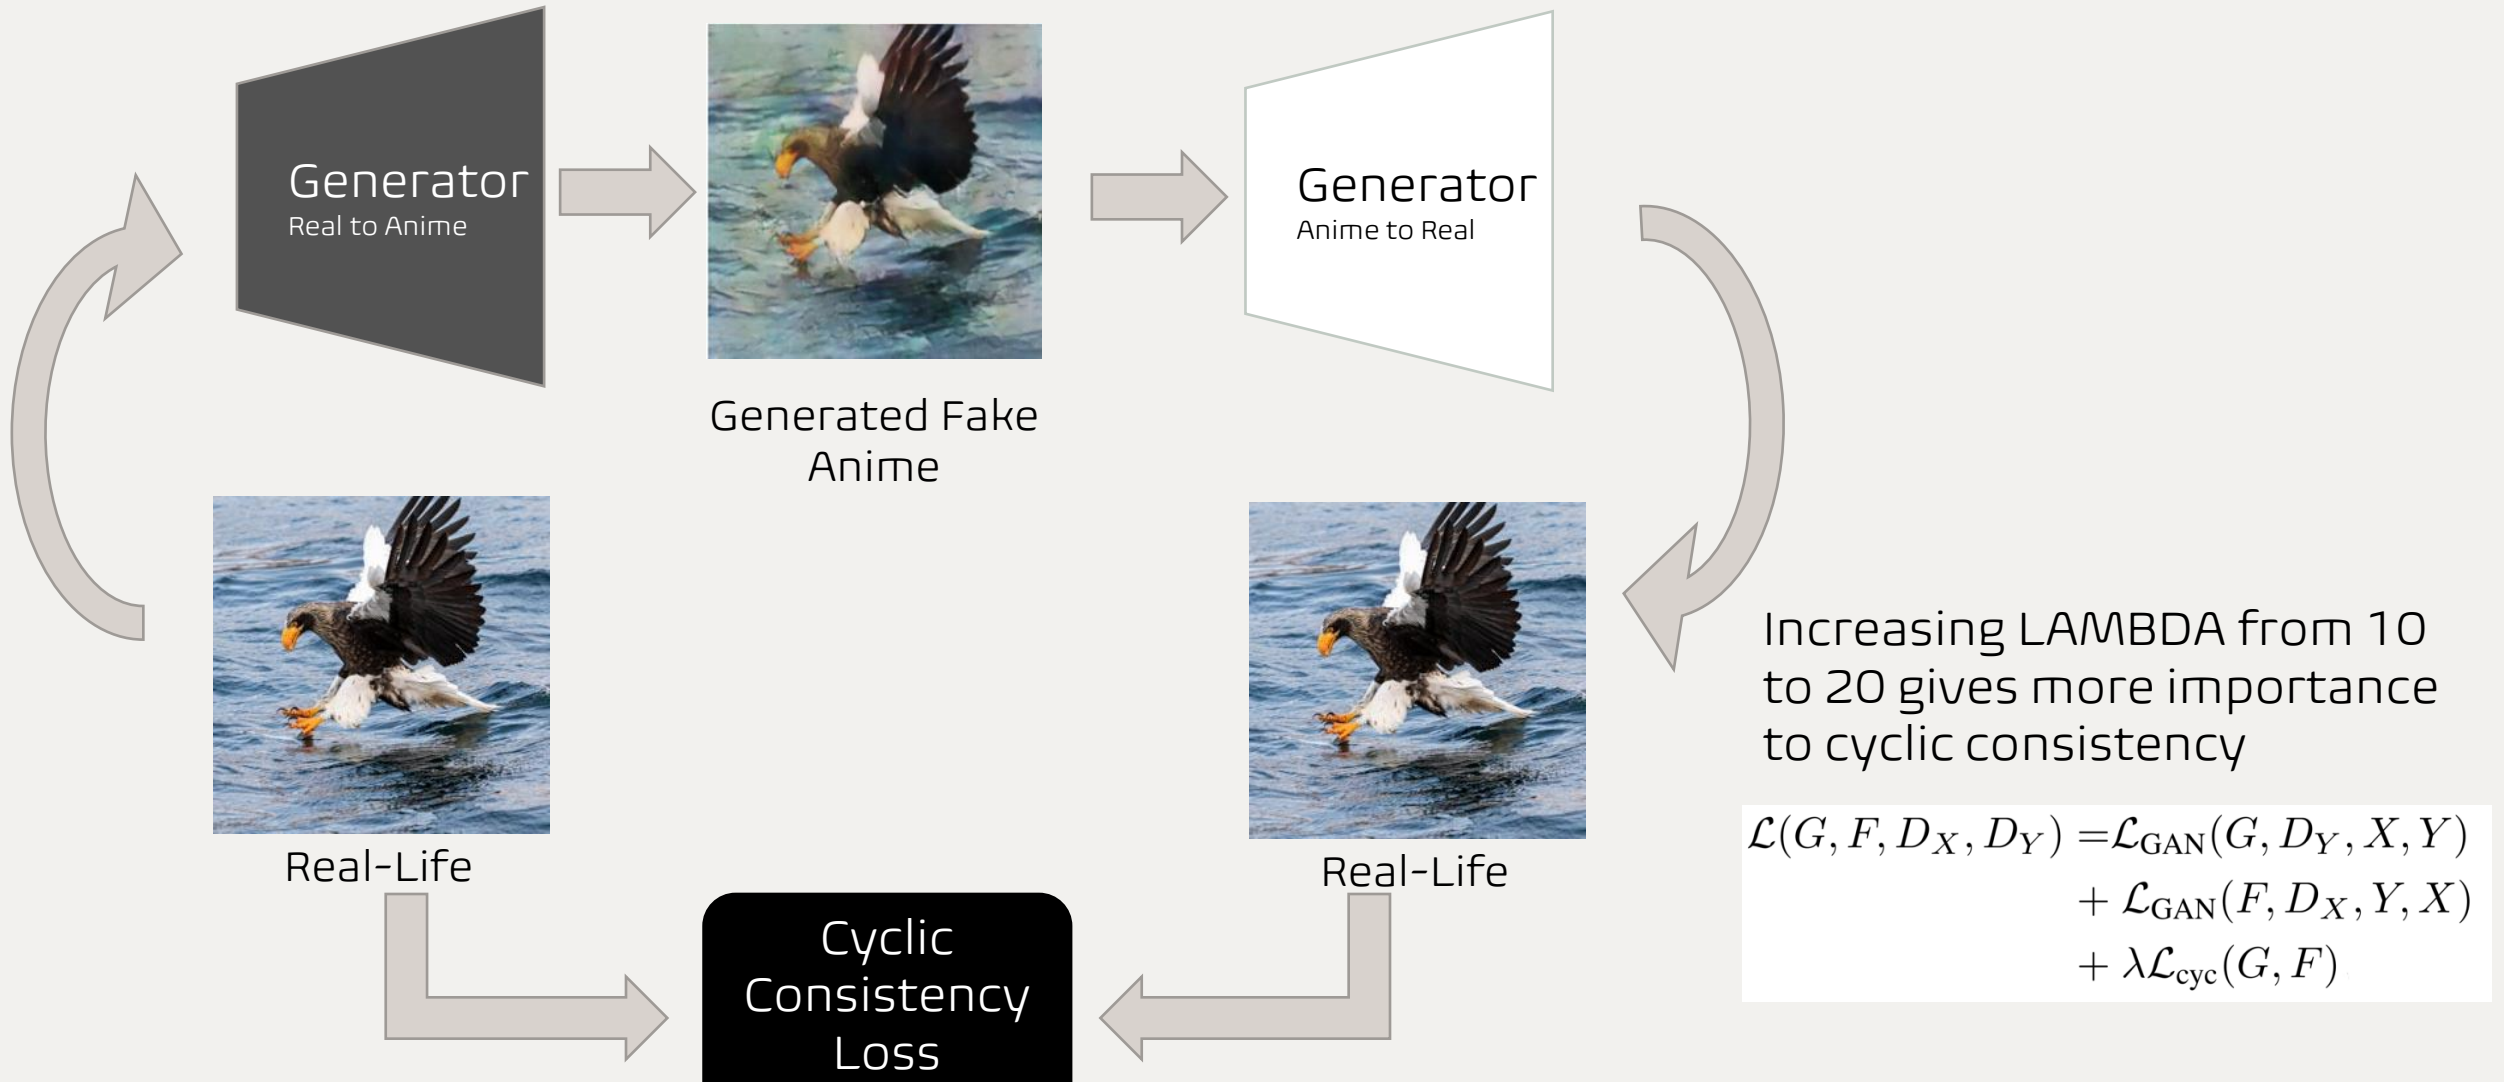 Generator
Real to Anime
Generator
Anime to Real
Generated Fake
Anime
Real-Life
Real-Life
Cyclic
Consistency
Loss
Increasing LAMBDA from 10
to 20 gives more importance
to cyclic consistency
ℒ(G, F, D_X, D_Y) =ℒ_GAN(G, D_Y, X, Y)
+ ℒ_GAN(F, D_X, Y, X)
+ λℒ_cyc(G, F)